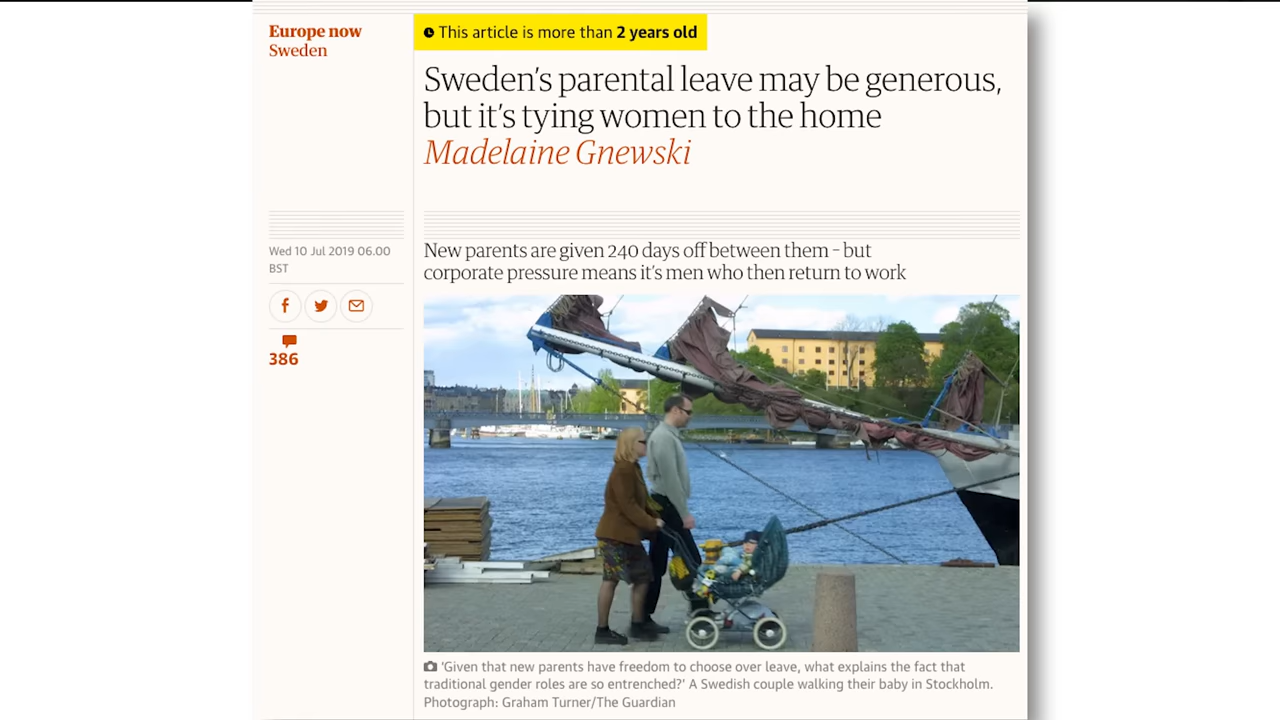 Europe now
Sweden
This article is more than 2 years old
Sweden's parental leave may be generous,
but it's tying women to the home
Madelaine Gnewski
Wed 10 Jul 2019 06.00
BST
386
New parents are given 240 days off between them – but
corporate pressure means it's men who then return to work
'Given that new parents have freedom to choose over leave, what explains the fact that
traditional gender roles are so entrenched?' A Swedish couple walking their baby in Stockholm.
Photograph: Graham Turner/The Guardian